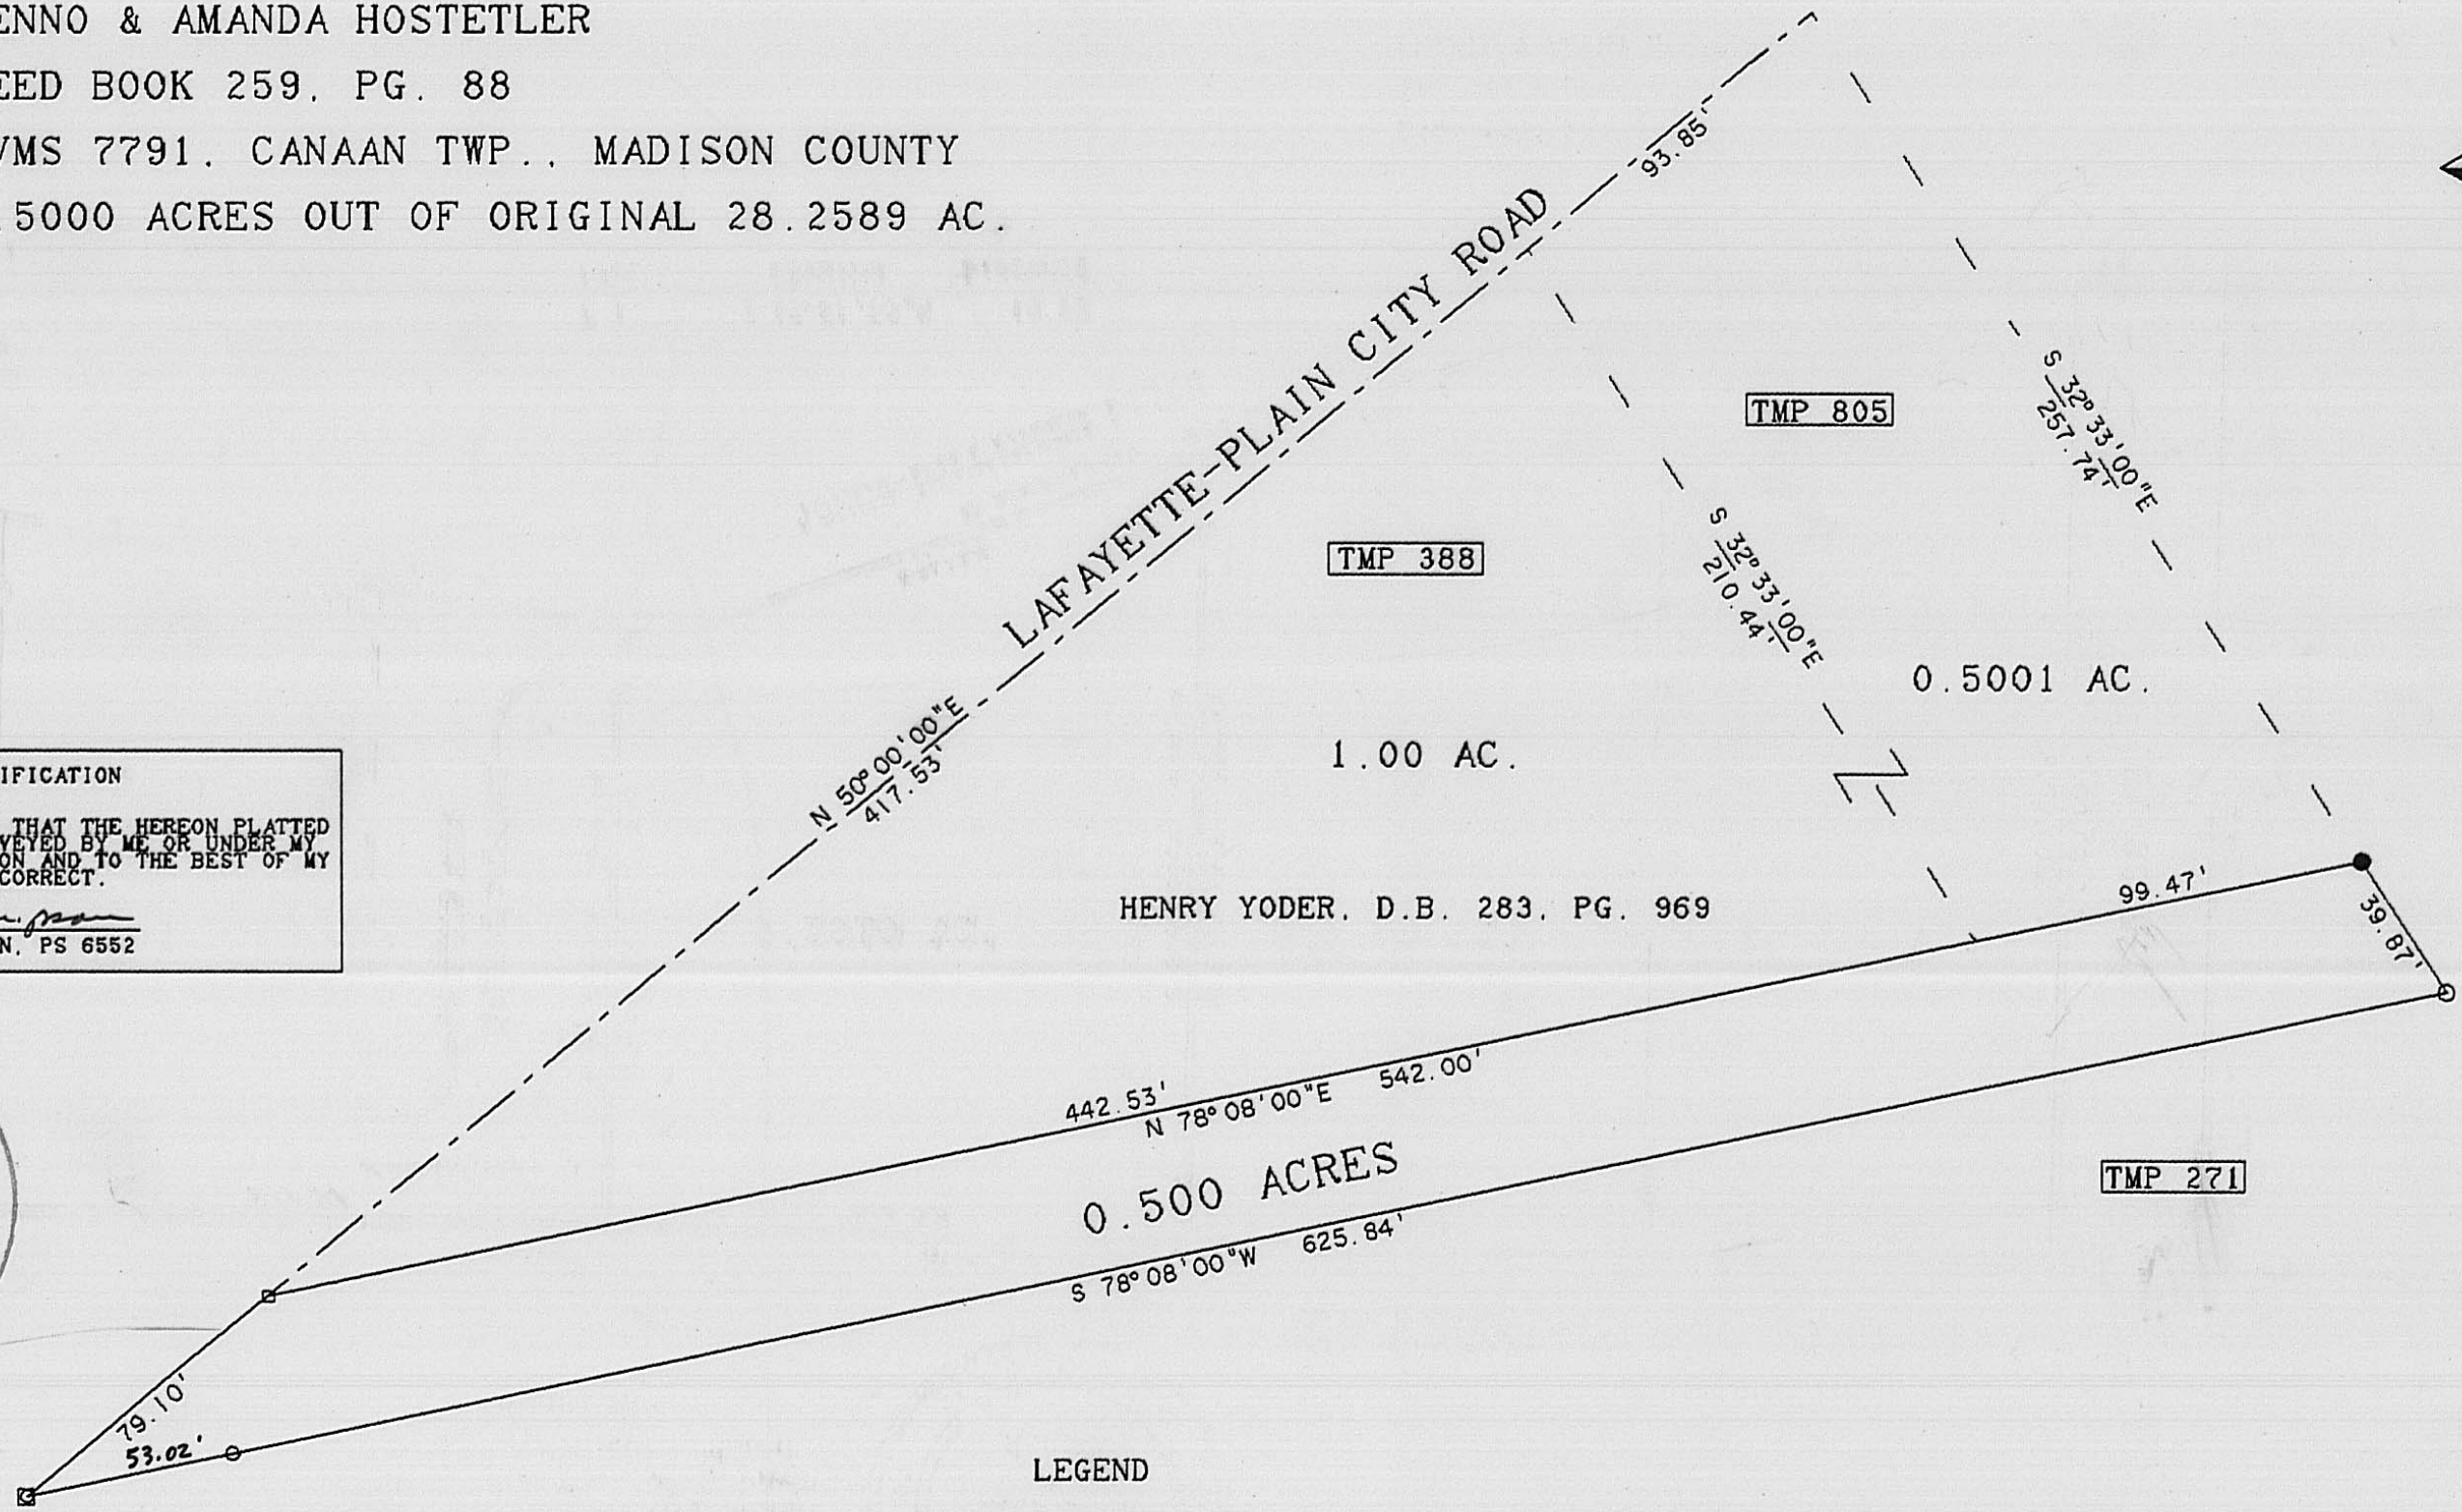 ENNO & AMANDA HOSTETLER
EED BOOK 259, PG. 88
VMS 7791, CANAAN TWP., MADISON COUNTY
5000 ACRES OUT OF ORIGINAL 28.2589 AC.
93.85'
LAFAYETTE-PLAIN CITY ROAD
N 50°00'00"E
417.53'
TMP 805
S 32°33'00"E
257.74'
TMP 388
S 32°33'00"E
210.44'
0.5001 AC.
1.00 AC.
IFICATION
THAT THE HEREON PLATTED
VEYED BY ME OR UNDER MY
ON AND TO THE BEST OF MY
CORRECT.
N, PS 6552
HENRY YODER, D.B. 283, PG. 969
99.47'
39.87'
442.53'
N 78°08'00"E 542.00'
0.500 ACRES
S 78°08'00"W 625.84'
TMP 271
79.10'
53.02'
LEGEND